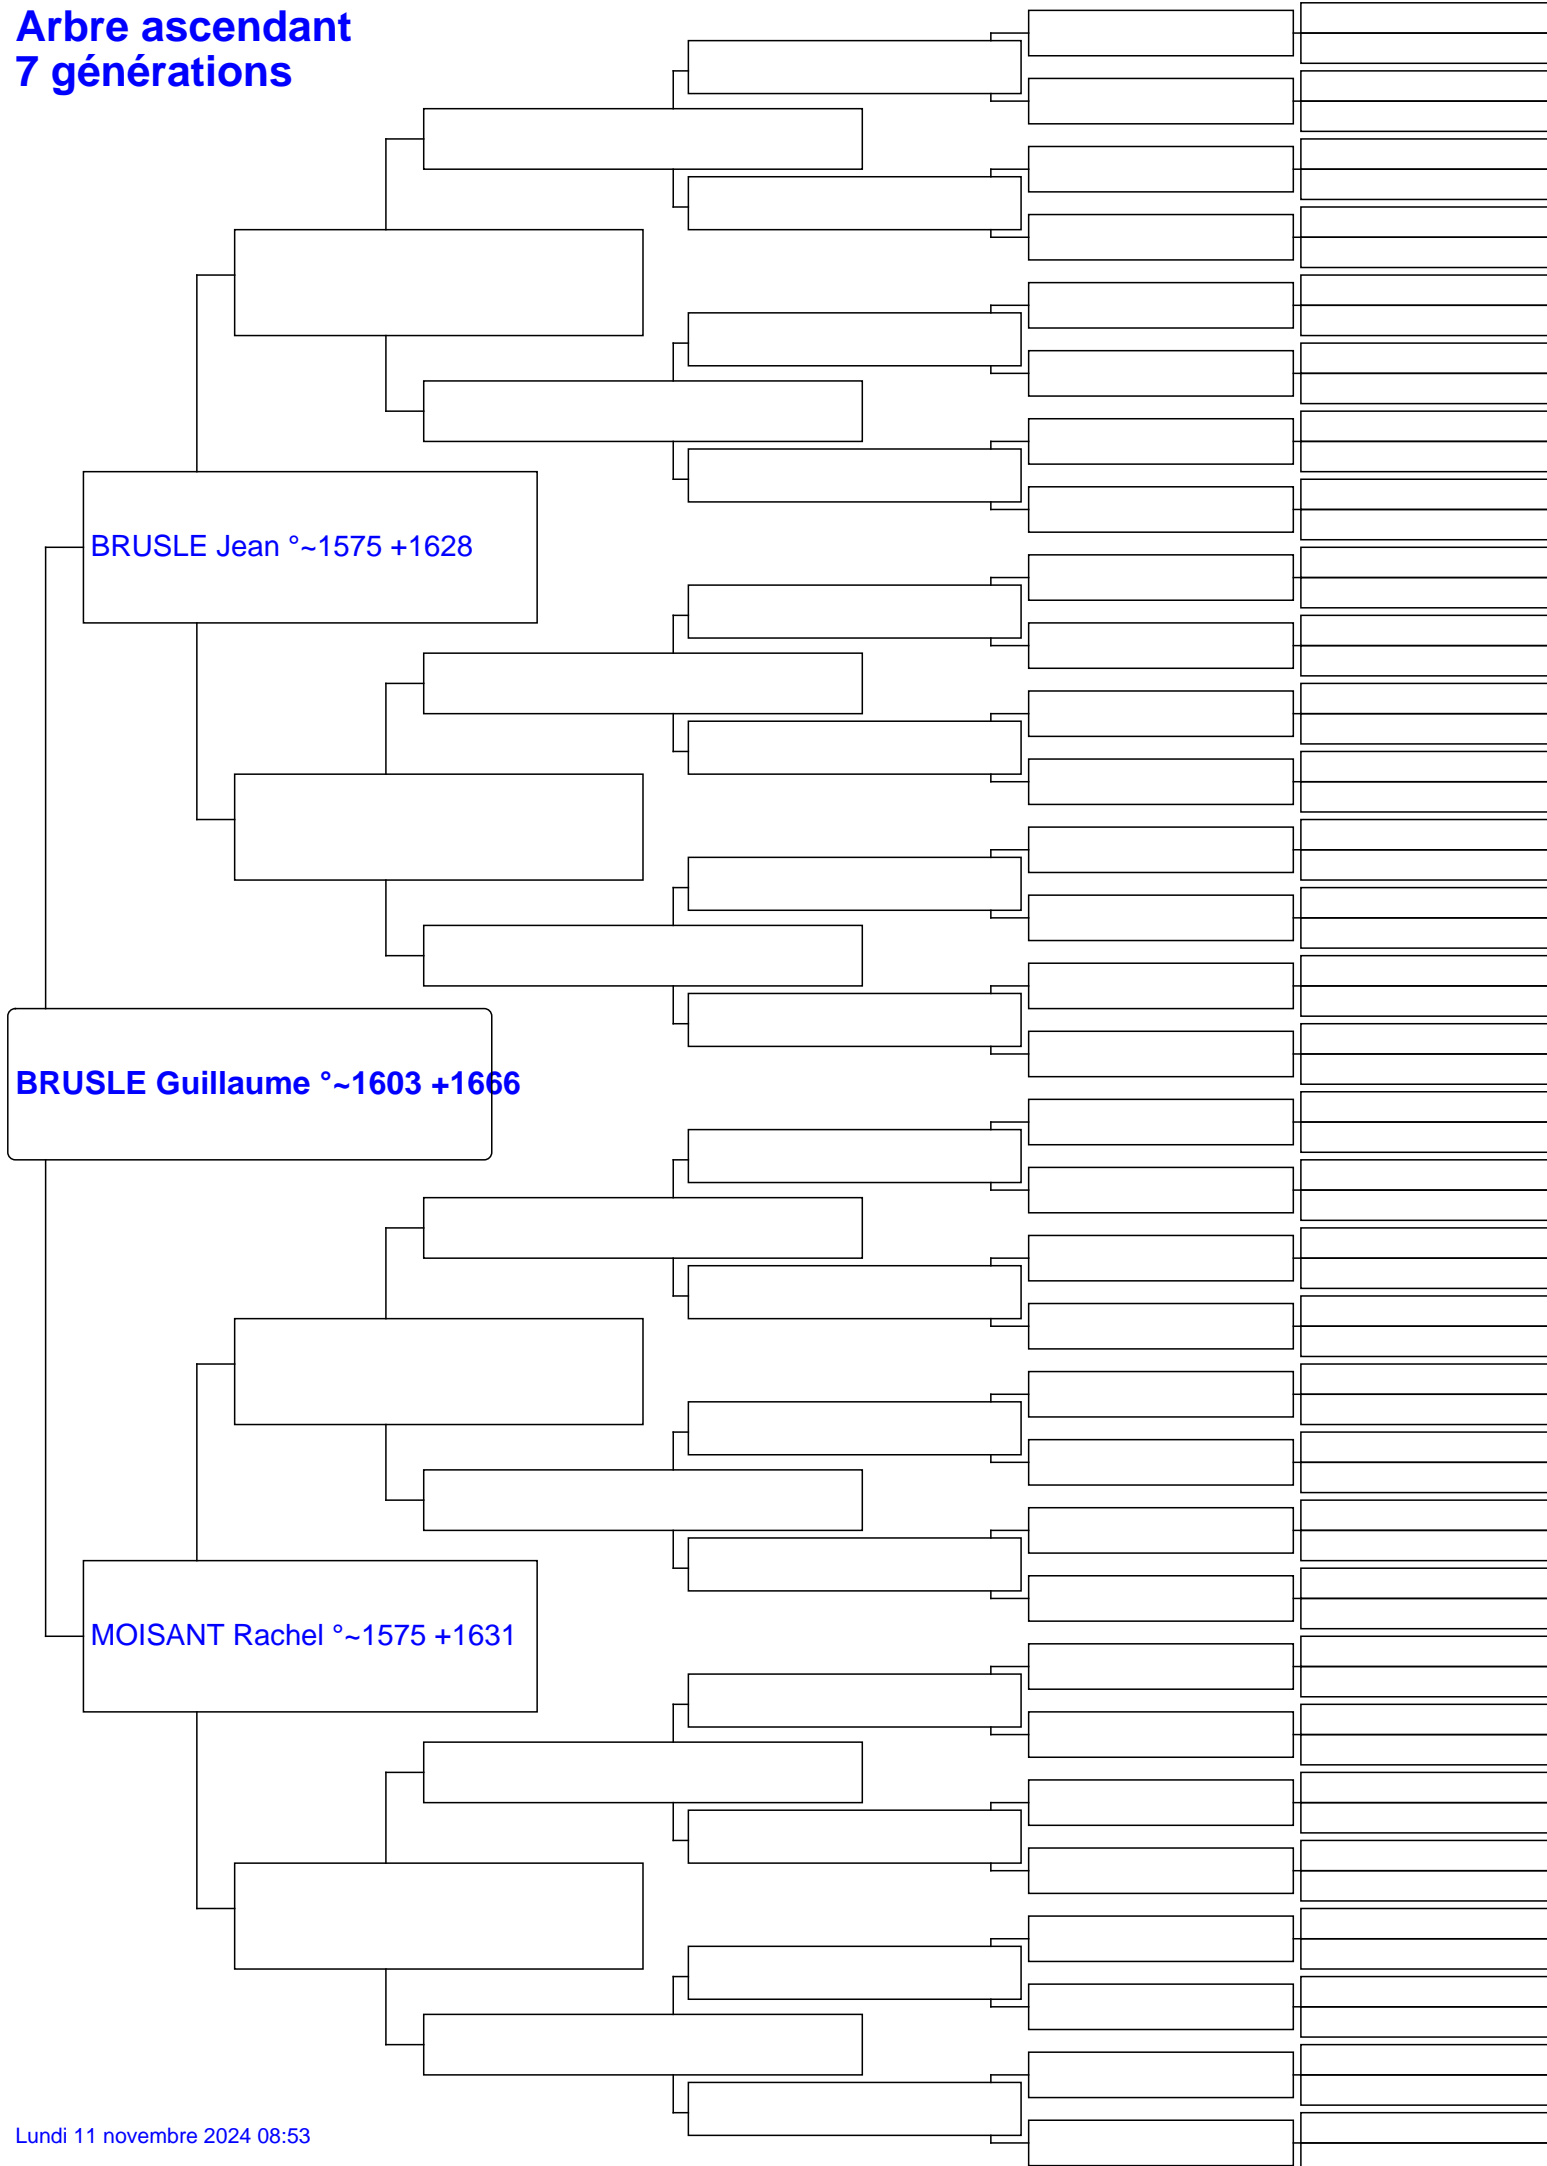 Arbre ascendant
7 générations
BRUSLE Jean °~1575 +1628
BRUSLE Guillaume °~1603 +1666
MOISANT Rachel °~1575 +1631
Lundi 11 novembre 2024 08:53